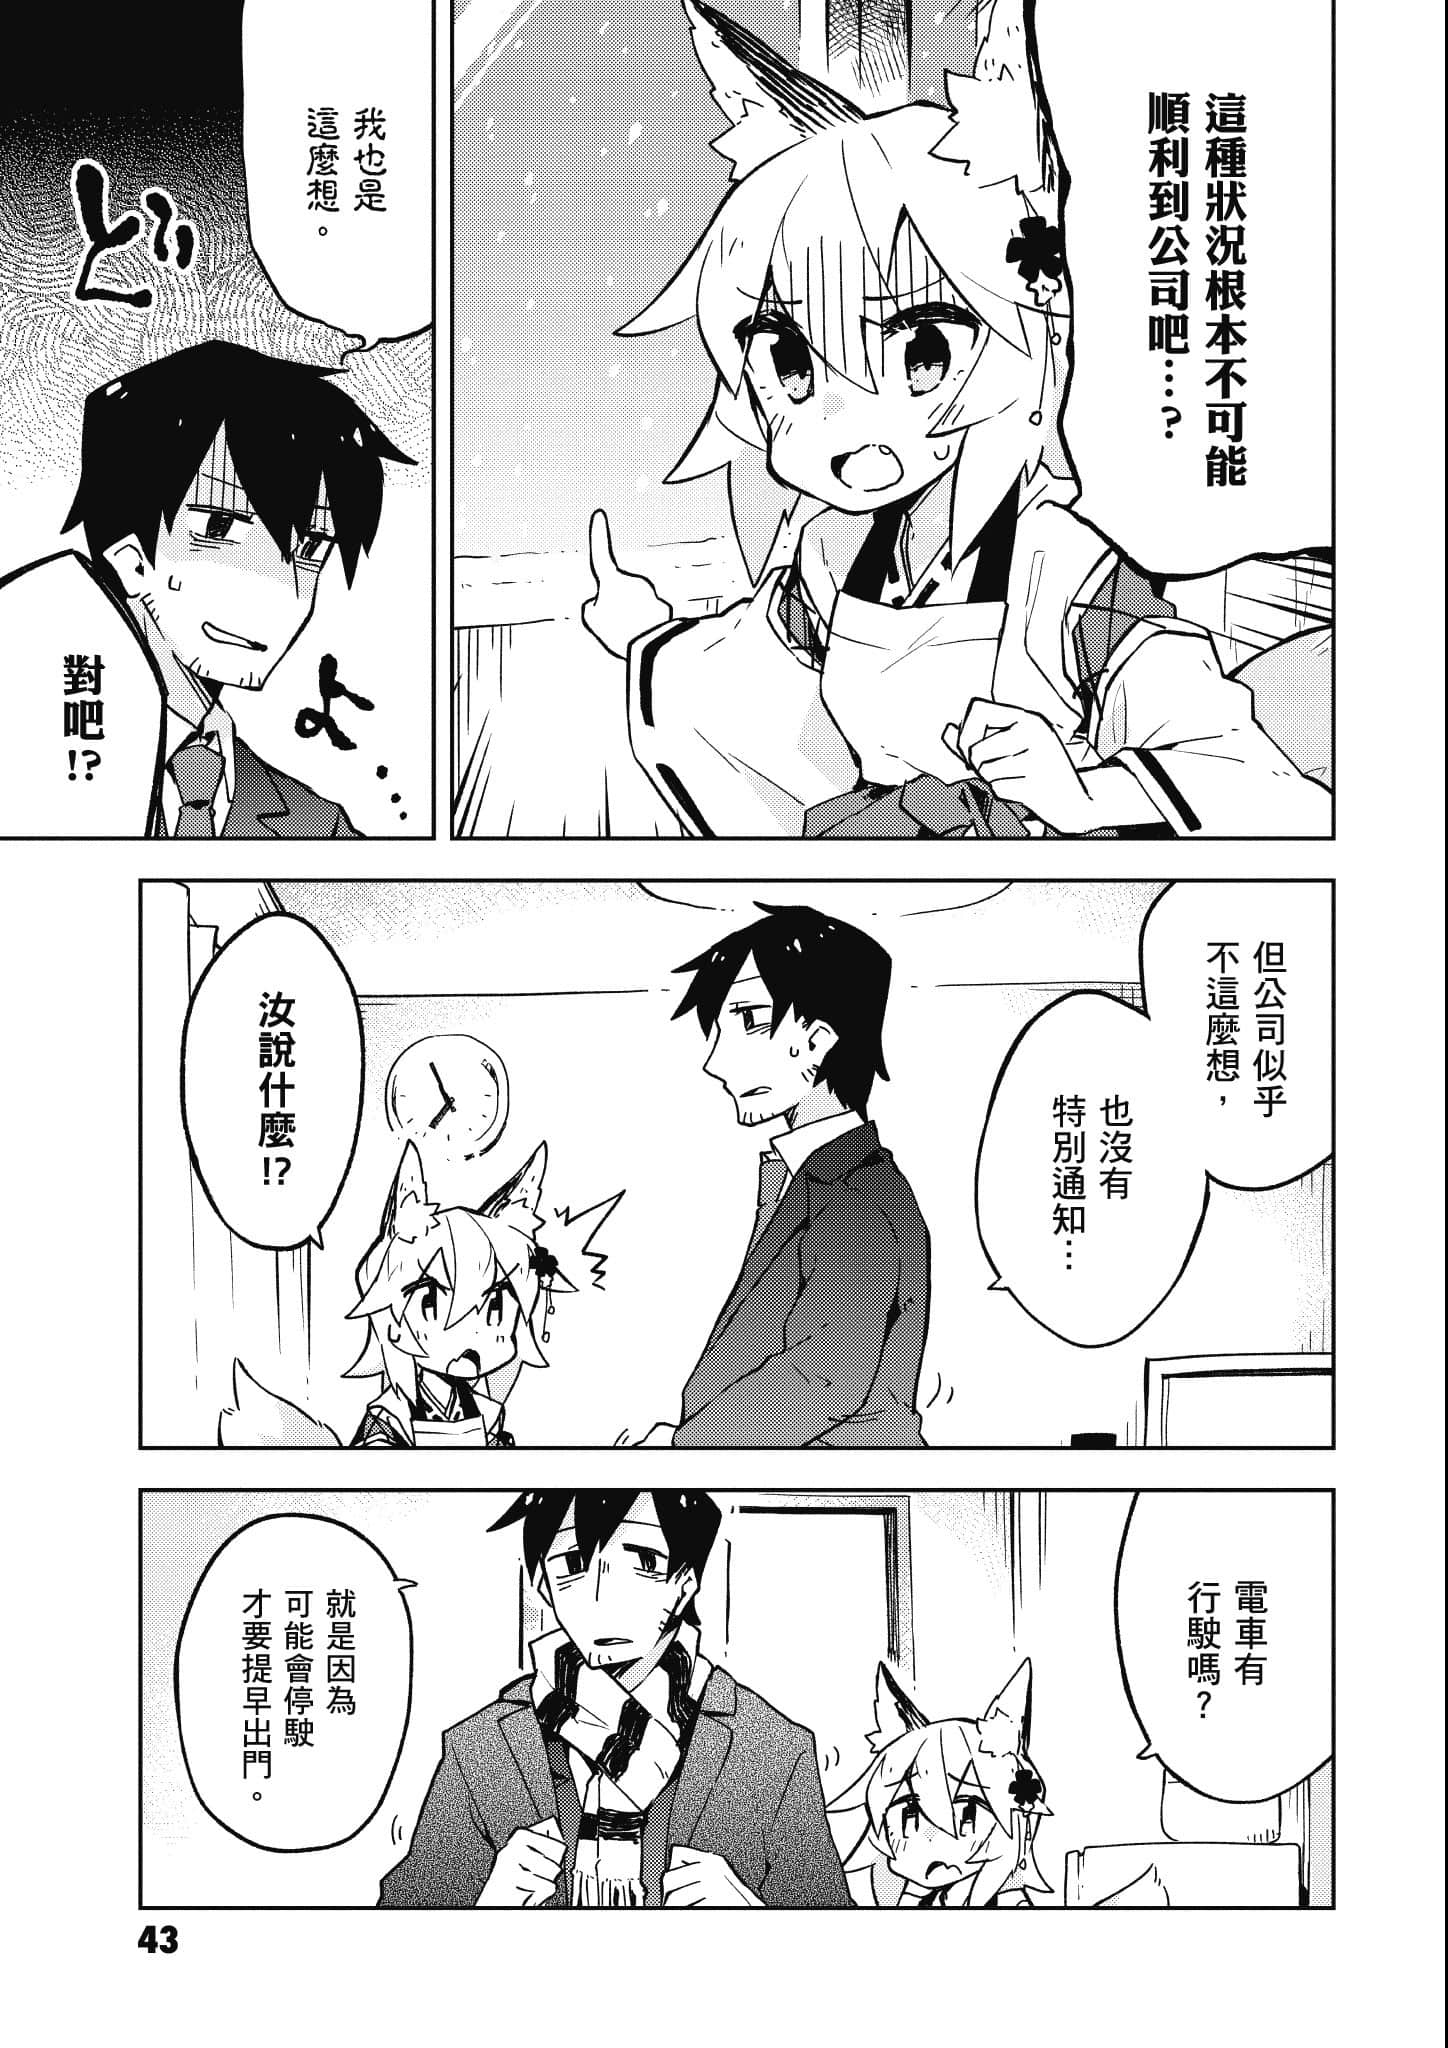 這種狀況根本不可能
順利到公司吧…?
我也是
這麼想。
どよ…
對吧!?
但公司似乎
不這麼想，
也沒有
特別通知…
汝說什麼!?
電車有
行駛嗎?
就是因為
可能會停駛
才要提早出門。
43